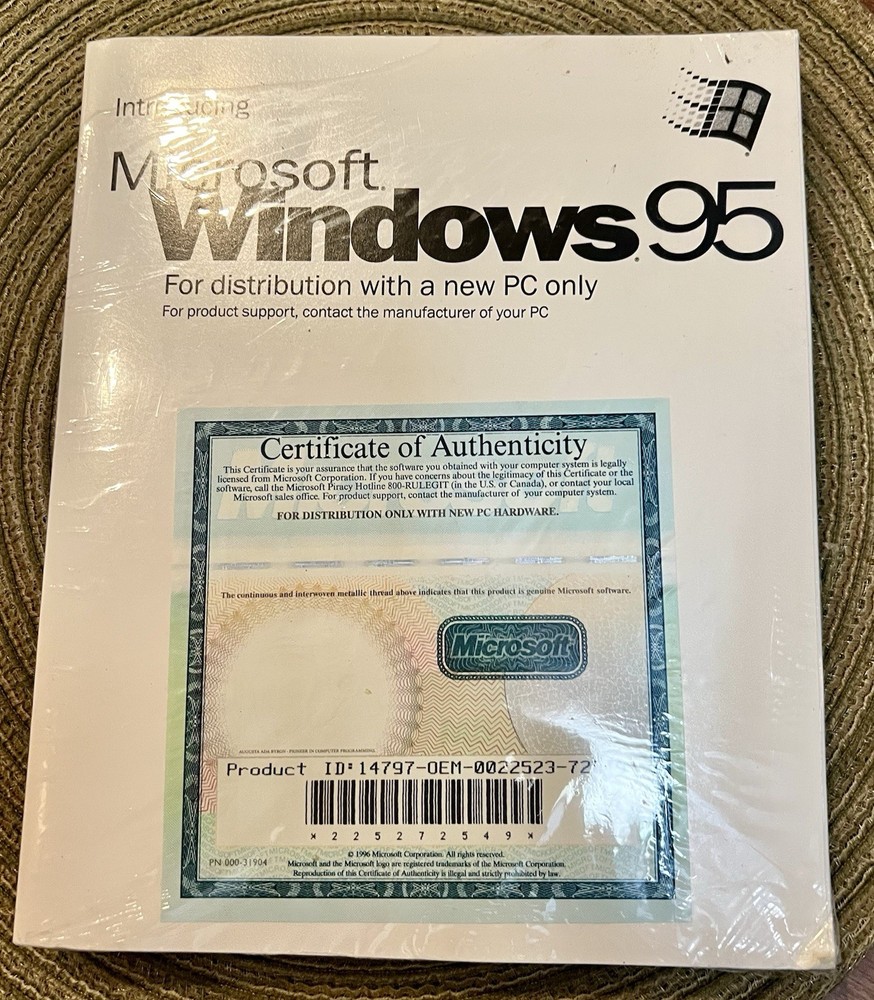 Introducing
Microsoft.
Windows 95
For distribution with a new PC only
For product support, contact the manufacturer of your PC
Certificate of Authenticity
This Certificate is your assurance that the software you obtained with your computer system is legally
licensed from Microsoft Corporation. If you have concerns about the legitimacy of this Certificate or the
software, call the Microsoft Piracy Hotline 800-RULEGIT (in the U.S. or Canada), or contact your local
Microsoft sales office. For product support, contact the manufacturer of your computer system.
FOR DISTRIBUTION ONLY WITH NEW PC HARDWARE.
The continuous and interwoven metallic thread above indicates that this product is genuine Microsoft software.
Microsoft
AUGUSTA ADA BYRON- PIONEER IN COMPUTER PROGRAMMING.
Product ID: 14797-OEM-0022523-72
* 2 2 5 2 7 2 5 4 9 *
© 1996 Microsoft Corporation. All rights reserved.
PN 000-31904
Microsoft and the Microsoft logo are registered trademarks of the Microsoft Corporation.
Reproduction of this Certificate of Authenticity is illegal and strictly prohibited by law.